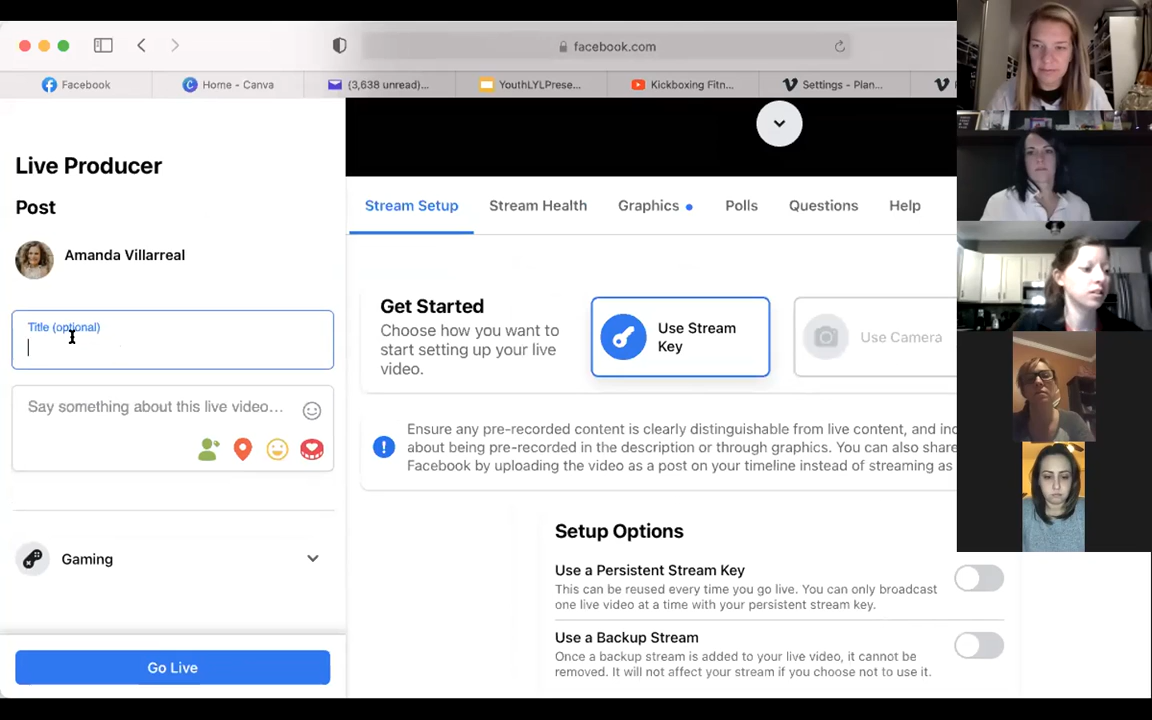 facebook.com
Facebook
Home - Canva
(3,638 unread)...
YouthLYLPrese...
Kickboxing Fitn...
Settings - Plan...
Live Producer
Post
Amanda Villarreal
Title (optional)
Say something about this live video...
Gaming
Go Live
Stream Setup
Stream Health
Graphics
Polls
Questions
Help
Get Started
Choose how you want to
start setting up your live
video.
Use Stream
Key
Use Camera
Ensure any pre-recorded content is clearly distinguishable from live content, and inc
about being pre-recorded in the description or through graphics. You can also share
Facebook by uploading the video as a post on your timeline instead of streaming as
Setup Options
Use a Persistent Stream Key
This can be reused every time you go live. You can only broadcast
one live video at a time with your persistent stream key.
Use a Backup Stream
Once a backup stream is added to your live video, it cannot be
removed. It will not affect your stream if you choose not to use it.